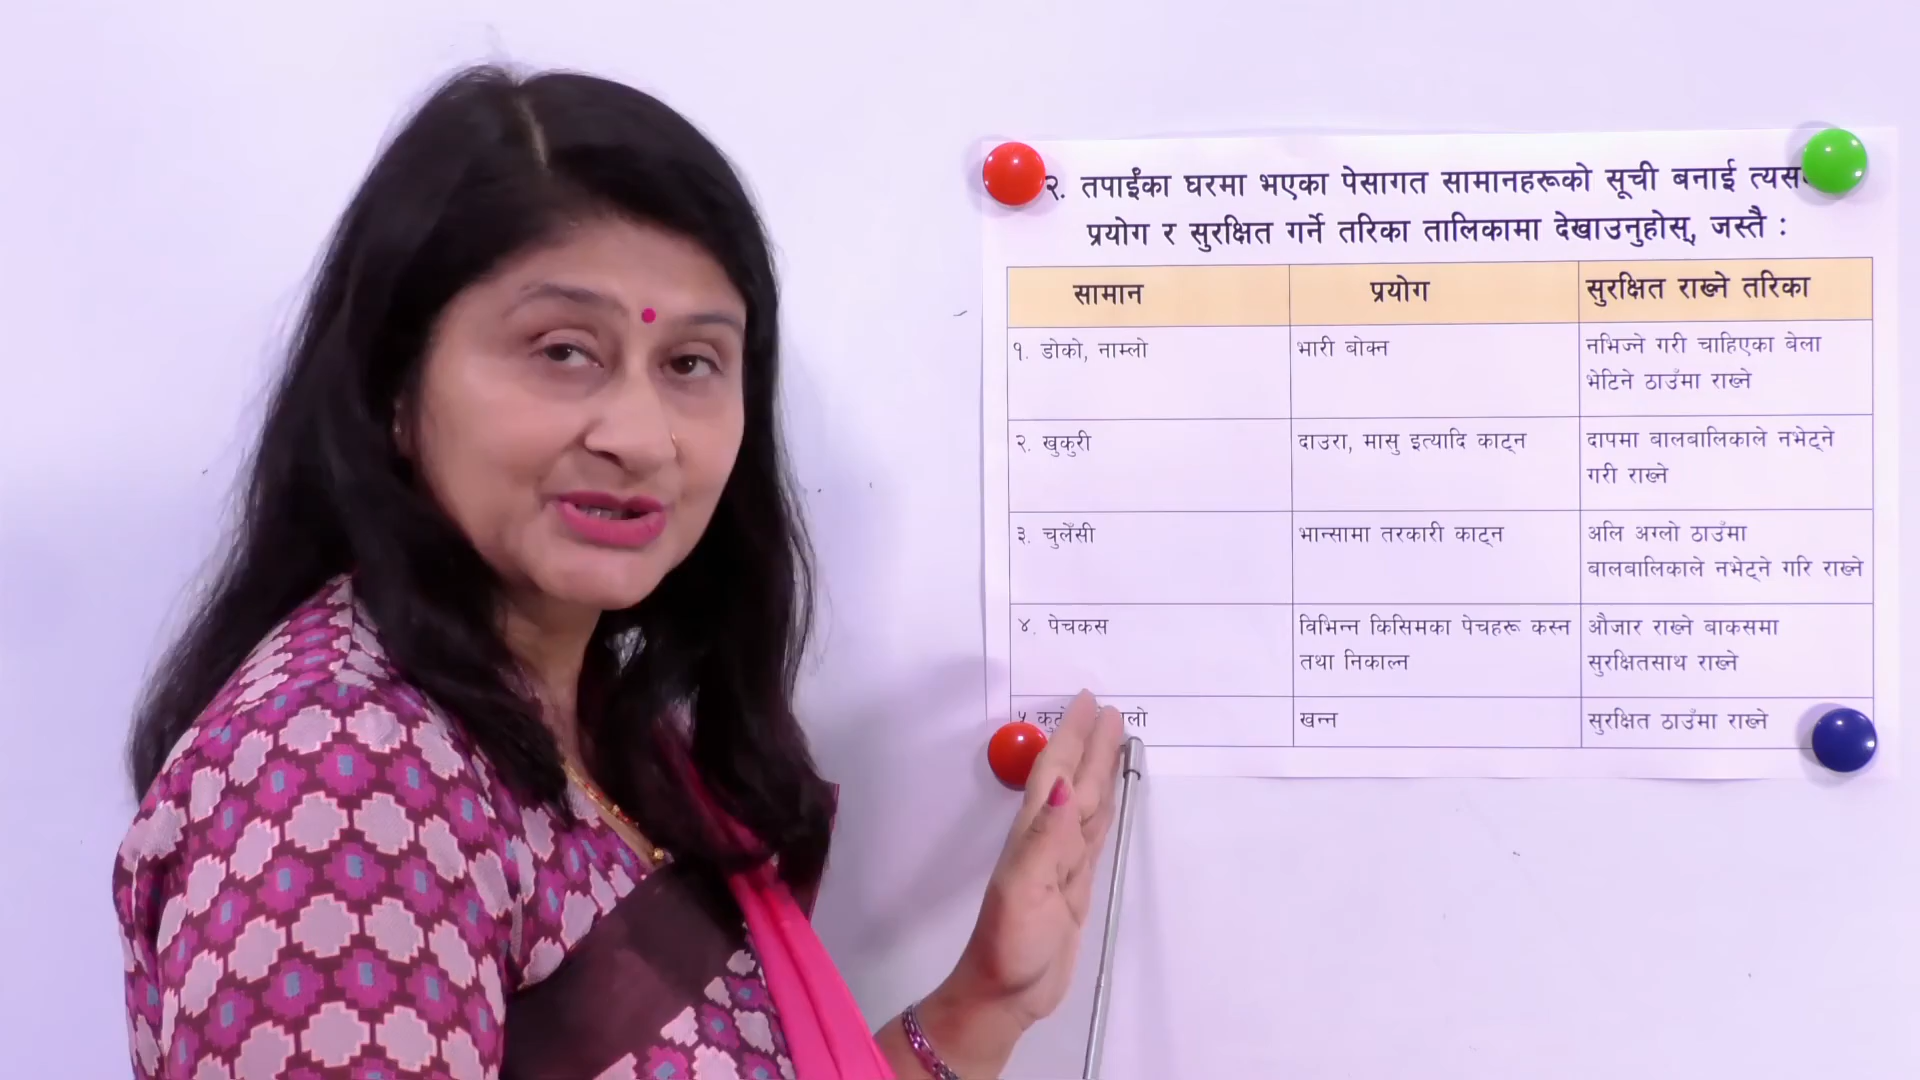 २. तपाईंका घरमा भएका पेसागत सामानहरूको सूची बनाई
प्रयोग र सुरक्षित गर्ने तरिका तालिकामा देखाउनुहोस्, जस्तै :
सामान प्रयोग सुरक्षित राख्ने तरिका
१. डोको, नाम्लो भारी बोक्न नभिज्ने गरी चाहिएका बेला
भेटिने ठाउँमा राख्ने
२. खुकुरी दाउरा, मासु इत्यादि काट्न दापमा बालबालिकाले नभेट्ने
गरी राख्ने
३. चुलेँसी भान्सामा तरकारी काट्न अलि अग्लो ठाउँमा
बालबालिकाले नभेट्ने गरि राख्ने
४. पेचकस विभिन्न किसिमका पेचहरू कस्न औजार राख्ने बाकसमा
तथा निकाल्न सुरक्षितसाथ राख्ने
५ खन्न सुरक्षित ठाउँमा राख्ने